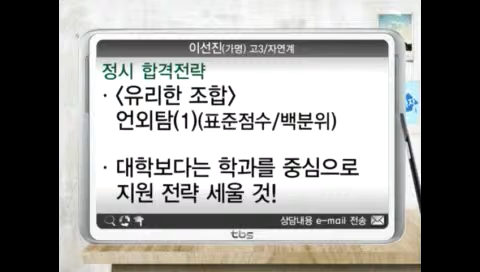 이선진(가명) 고3/자연계
정시 합격전략
· <유리한 조합>
언외탐(1)(표준점수/백분위)
· 대학보다는 학과를 중심으로
지원 전략 세울 것!
상담내용 e-mail 전송
tbs